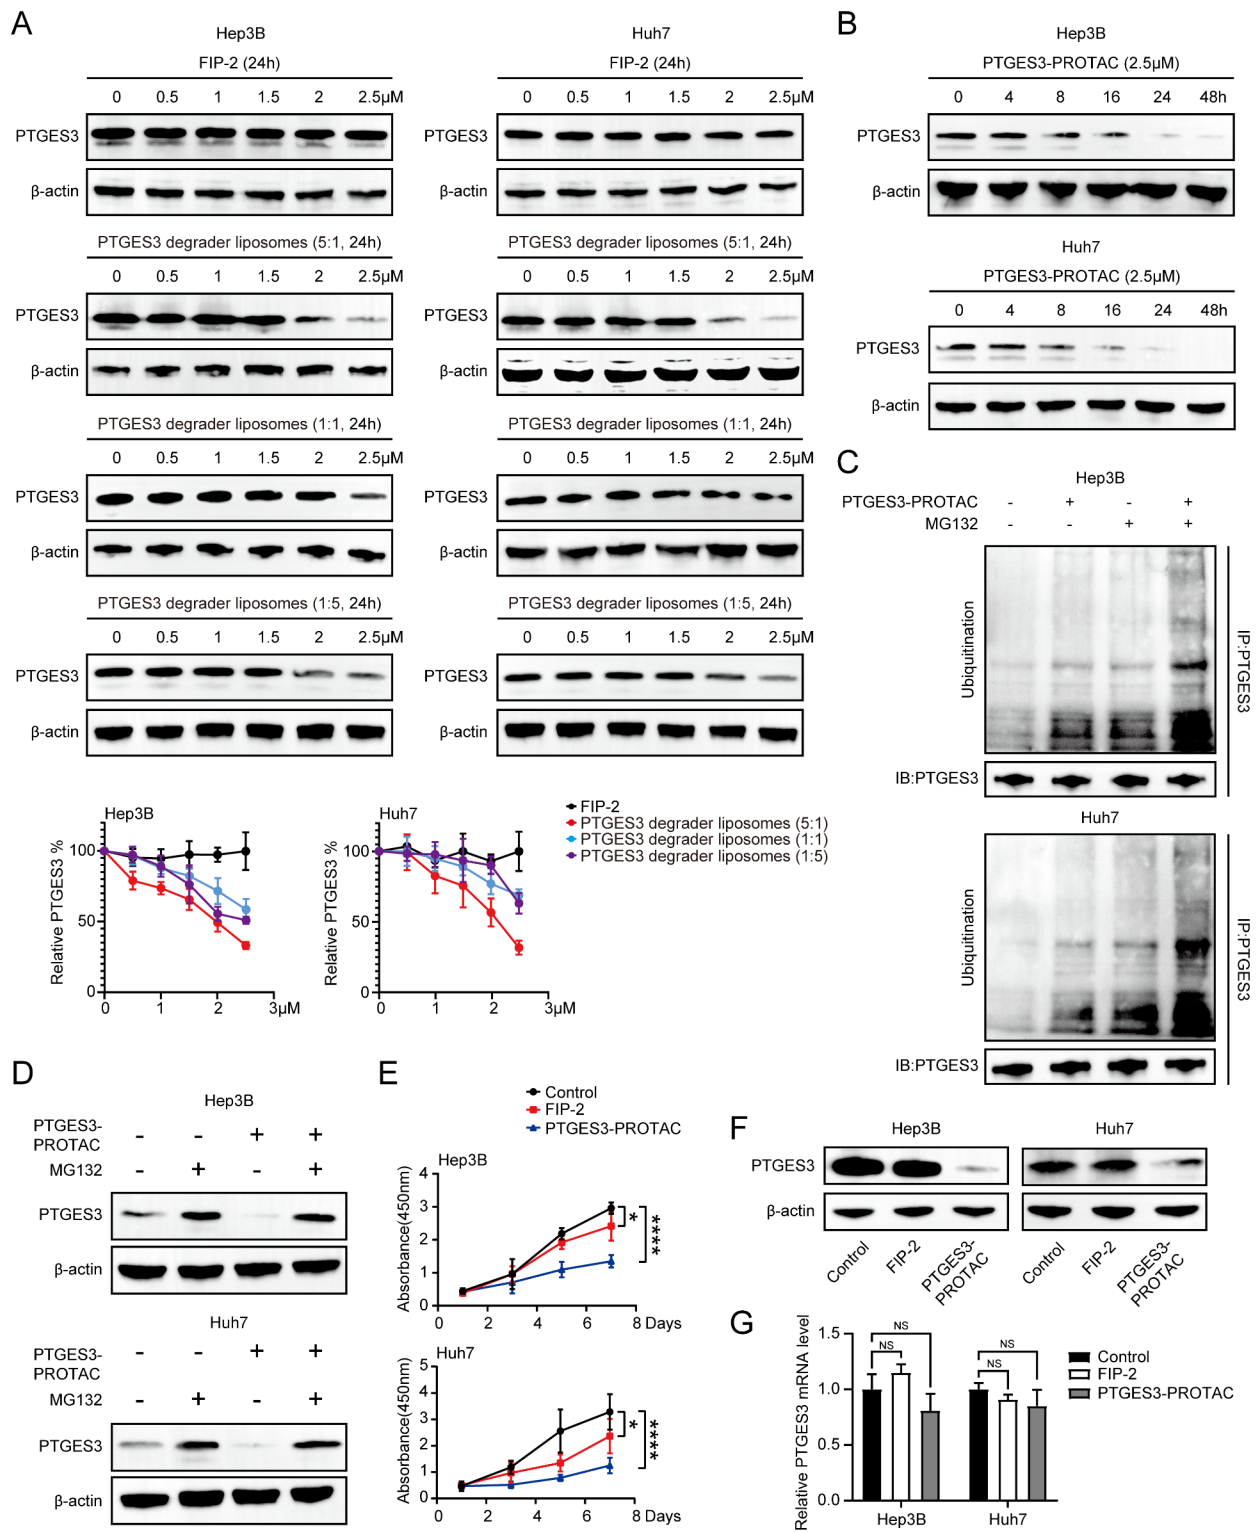 A
Hep3B
FIP-2 (24h)
0 0.5 1 1.5 2 2.5μM
PTGES3
β-actin
PTGES3 degrader liposomes (5:1, 24h)
0 0.5 1 1.5 2 2.5μM
PTGES3
β-actin
PTGES3 degrader liposomes (1:1, 24h)
0 0.5 1 1.5 2 2.5μM
PTGES3
β-actin
PTGES3 degrader liposomes (1:5, 24h)
0 0.5 1 1.5 2 2.5μM
PTGES3
β-actin
Huh7
FIP-2 (24h)
0 0.5 1 1.5 2 2.5μM
PTGES3
β-actin
PTGES3 degrader liposomes (5:1, 24h)
0 0.5 1 1.5 2 2.5μM
PTGES3
β-actin
PTGES3 degrader liposomes (1:1, 24h)
0 0.5 1 1.5 2 2.5μM
PTGES3
β-actin
PTGES3 degrader liposomes (1:5, 24h)
0 0.5 1 1.5 2 2.5μM
PTGES3
β-actin
Hep3B
Relative PTGES3 %
100
50
0
0 1 2 3μM
Huh7
Relative PTGES3 %
100
50
0
0 1 2 3μM
FIP-2
PTGES3 degrader liposomes (5:1)
PTGES3 degrader liposomes (1:1)
PTGES3 degrader liposomes (1:5)
B
Hep3B
PTGES3-PROTAC (2.5μM)
0 4 8 16 24 48h
PTGES3
β-actin
Huh7
PTGES3-PROTAC (2.5μM)
0 4 8 16 24 48h
PTGES3
β-actin
C
Hep3B
PTGES3-PROTAC - + - +
MG132 - - + +
Ubiquitination
IP:PTGES3
IB:PTGES3
Huh7
Ubiquitination
IP:PTGES3
IB:PTGES3
D
Hep3B
PTGES3-
PROTAC - - + +
MG132 - + - +
PTGES3
β-actin
Huh7
PTGES3-
PROTAC - - + +
MG132 - + - +
PTGES3
β-actin
E
Control
FIP-2
PTGES3-PROTAC
Hep3B
Absorbance(450nm)
4
3
2
1
0
0 2 4 6 8 Days
*
****
Huh7
Absorbance(450nm)
5
4
3
2
1
0
0 2 4 6 8 Days
*
****
F
Hep3B
Huh7
PTGES3
β-actin
Control
FIP-2
PTGES3-
PROTAC
Control
FIP-2
PTGES3-
PROTAC
G
Relative PTGES3 mRNA level
1.5
1.0
0.5
0.0
NS
NS
NS
NS
Hep3B Huh7
Control
FIP-2
PTGES3-PROTAC